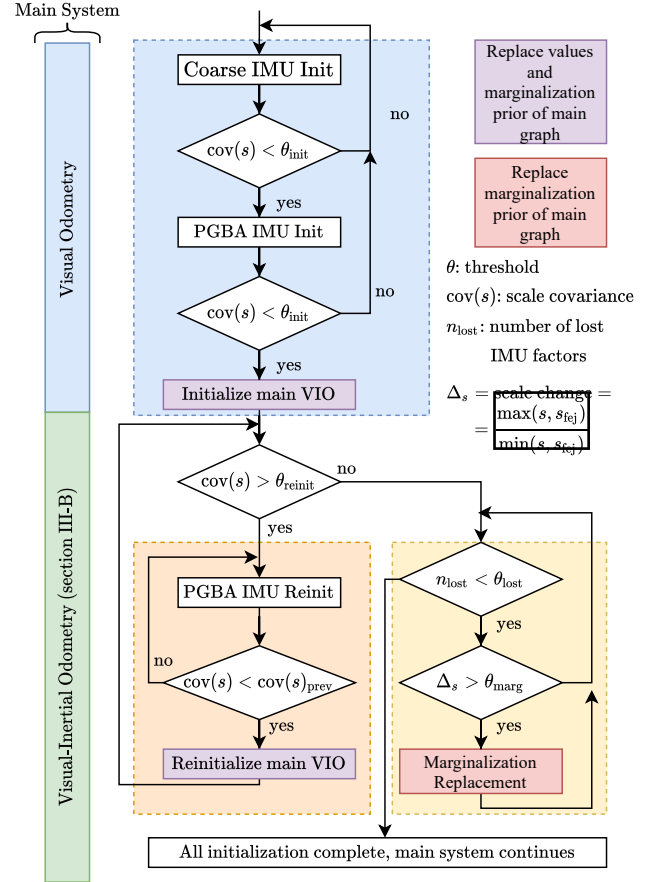 Main System
Visual Odometry
Visual-Inertial Odometry (section III-B)
Coarse IMU Init
cov(s) < θ_init
no
yes
PGBA IMU Init
cov(s) < θ_init
no
yes
Initialize main VIO
cov(s) > θ_reinit
no
yes
PGBA IMU Reinit
cov(s) < cov(s)_prev
no
yes
Reinitialize main VIO
n_lost < θ_lost
yes
Δ_s > θ_marg
yes
Marginalization
Replacement
All initialization complete, main system continues
Replace values
and
marginalization
prior of main
graph
Replace
marginalization
prior of main
graph
θ: threshold
cov(s): scale covariance
n_lost: number of lost
IMU factors
Δ_s = scale change =
= max(s, s_fej)
min(s, s_fej)